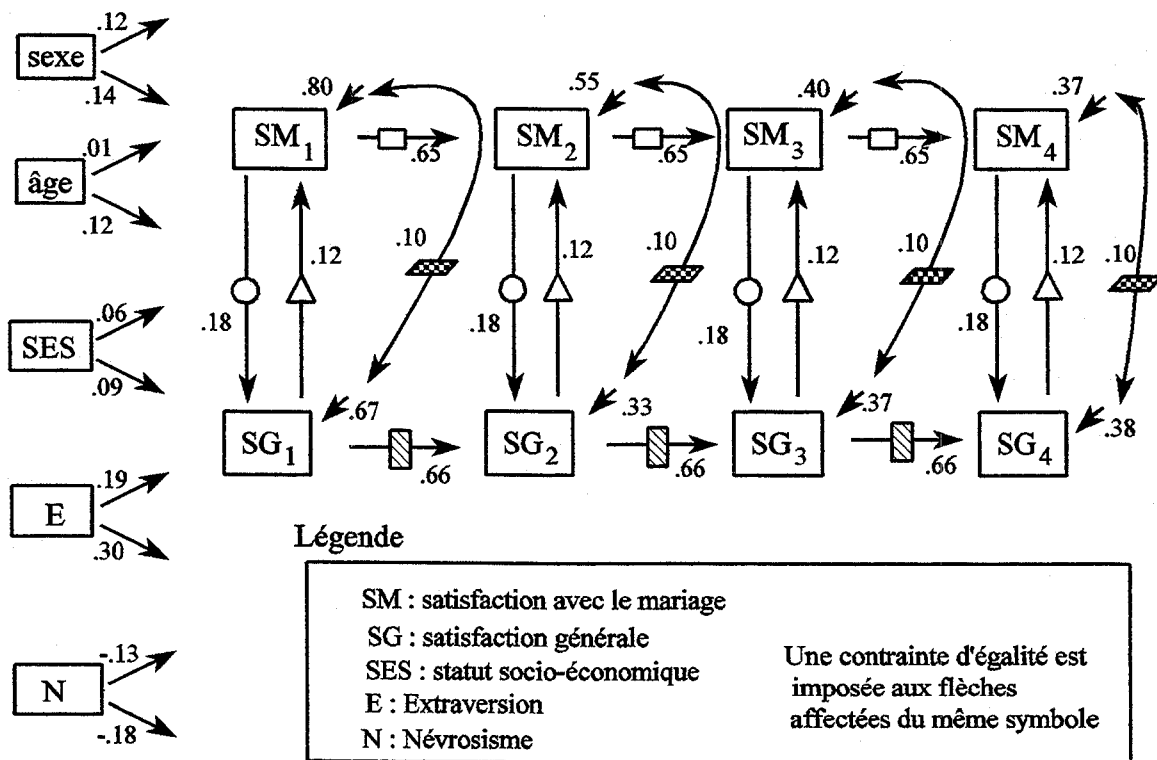 .12
sexe
.14
.01
âge
.12
.06
SES
.09
.19
E
.30
-.13
N
-.18
.80 .55 .40 .37
SM1 SM2 SM3 SM4
.65 .65 .65
.10 .10 .10 .10
.12 .12 .12 .12
.18 .18 .18 .18
.67 .33 .37 .38
SG1 SG2 SG3 SG4
.66 .66 .66
Légende
SM : satisfaction avec le mariage
SG : satisfaction générale
SES : statut socio-économique
E : Extraversion
N : Névrosisme
Une contrainte d'égalité est
imposée aux flèches
affectées du même symbole